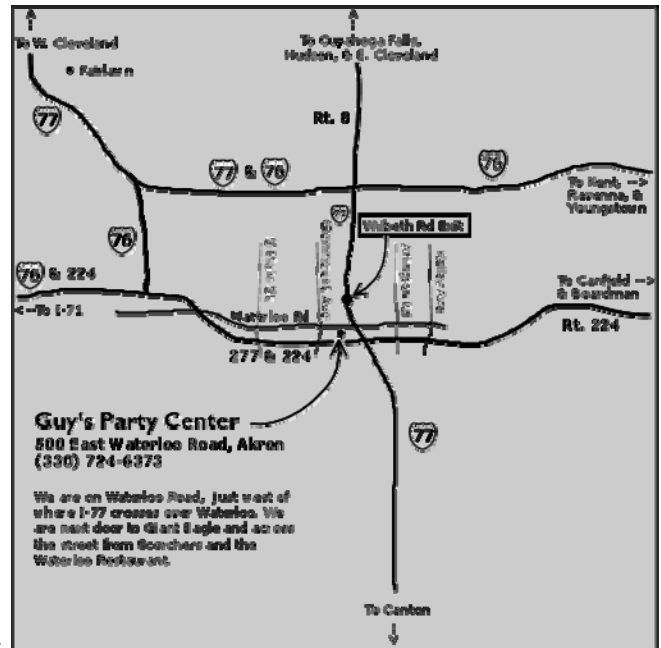 To W. Cleveland
To Cuyahoga Falls,
Hudson, & E. Cleveland
Fairlawn
77
Rt. 8
77 & 76
76
To Kent, -->
Ravenna, &
Youngstown
77
Wilbeth Rd Exit
76
76 & 224
<--To I-71
To Canfield -->
& Boardman
Waterloo Rd
Rt. 224
277 & 224
Guy's Party Center
500 East Waterloo Road, Akron
(330) 724-6373
77
We are on Waterloo Road, just west of
where I-77 crosses over Waterloo. We
are next door to Giant Eagle and across
the street from Scorchers and the
Waterloo Restaurant.
To Canton